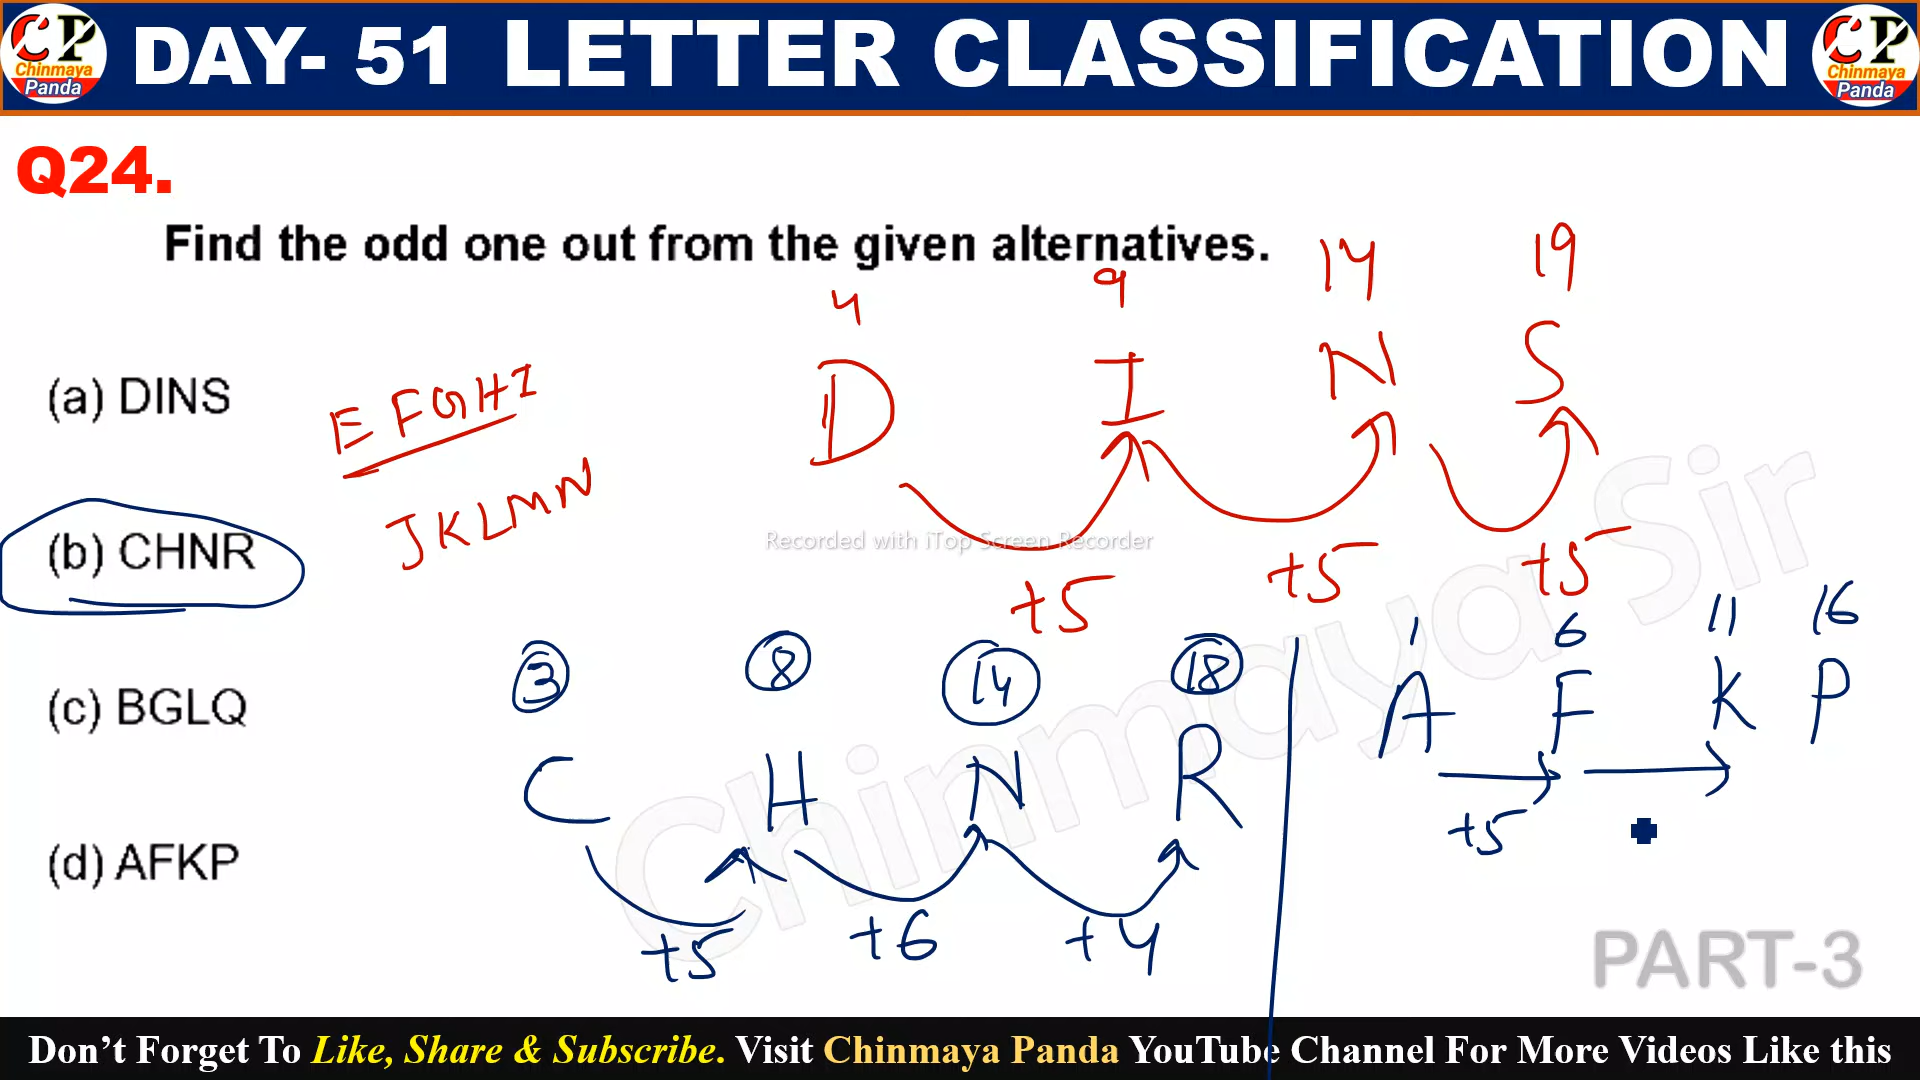 CP Chinmaya Panda
DAY- 51 LETTER CLASSIFICATION
CP Chinmaya Panda
Q24.
Find the odd one out from the given alternatives.
4 9 14 19
D I N S
+5 +5 +5
(a) DINS
E F G H I
J K L M N
(b) CHNR
Recorded with iTop Screen Recorder
Chinmaya Sir
3 8 14 18
C H N R
+5 +6 +4
1 6 11 16
A F K P
+5
(c) BGLQ
(d) AFKP
PART-3
Don’t Forget To Like, Share & Subscribe. Visit Chinmaya Panda YouTube Channel For More Videos Like this